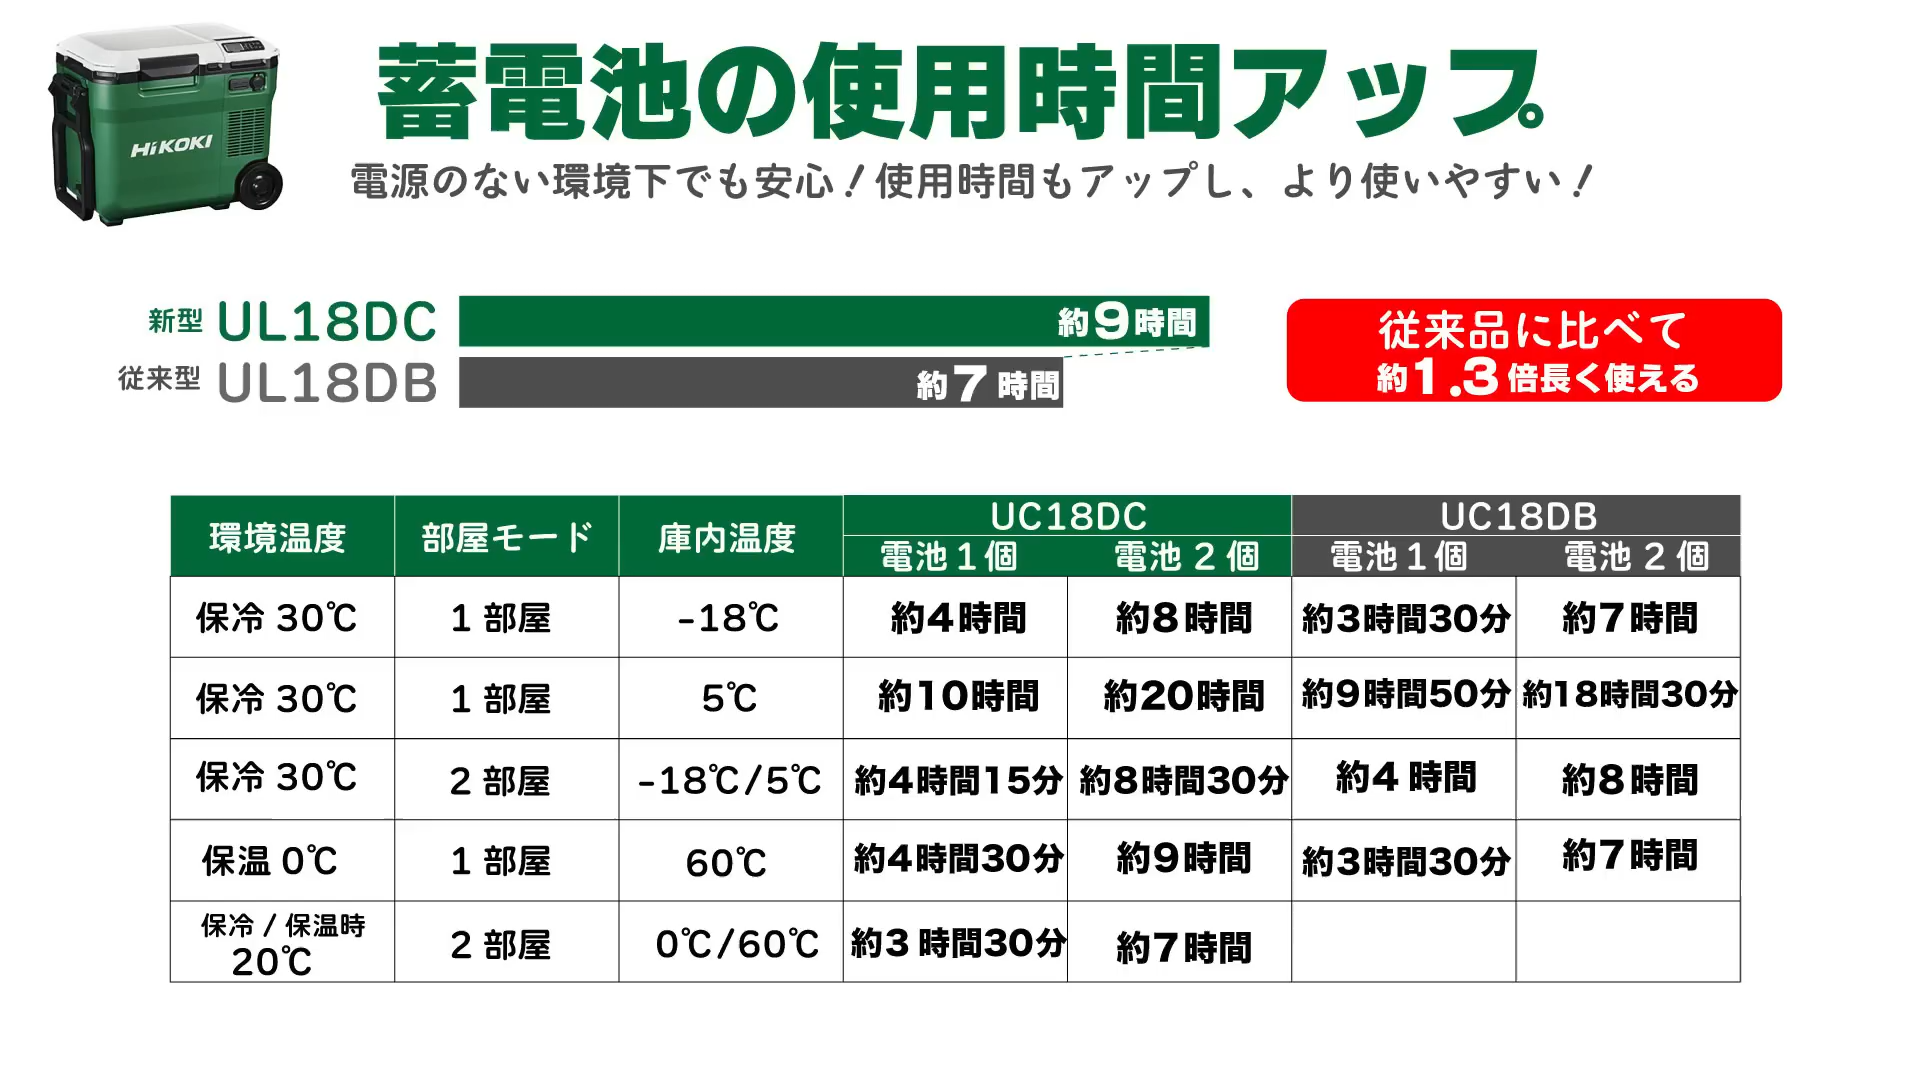 HiKOKI
蓄電池の使用時間アップ
電源のない環境下でも安心！使用時間もアップし、より使いやすい！
新型 UL18DC 約9時間
従来型 UL18DB 約7時間
従来品に比べて
約1.3倍長く使える
環境温度 部屋モード 庫内温度 UC18DC UC18DB
電池1個 電池2個 電池1個 電池2個
保冷 30℃ 1部屋 -18℃ 約4時間 約8時間 約3時間30分 約7時間
保冷 30℃ 1部屋 5℃ 約10時間 約20時間 約9時間50分 約18時間30分
保冷 30℃ 2部屋 -18℃/5℃ 約4時間15分 約8時間30分 約4時間 約8時間
保温 0℃ 1部屋 60℃ 約4時間30分 約9時間 約3時間30分 約7時間
保冷 / 保温時
20℃ 2部屋 0℃/60℃ 約3時間30分 約7時間